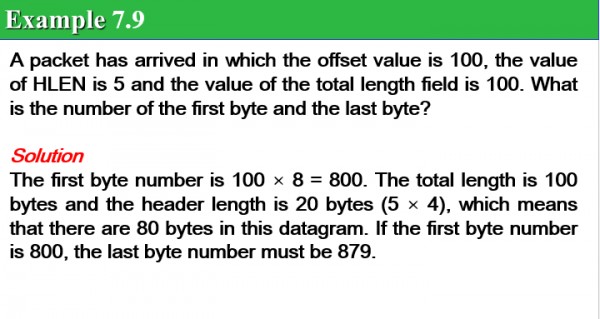 Example 7.9
A packet has arrived in which the offset value is 100, the value
of HLEN is 5 and the value of the total length field is 100. What
is the number of the first byte and the last byte?
Solution
The first byte number is 100 × 8 = 800. The total length is 100
bytes and the header length is 20 bytes (5 × 4), which means
that there are 80 bytes in this datagram. If the first byte number
is 800, the last byte number must be 879.